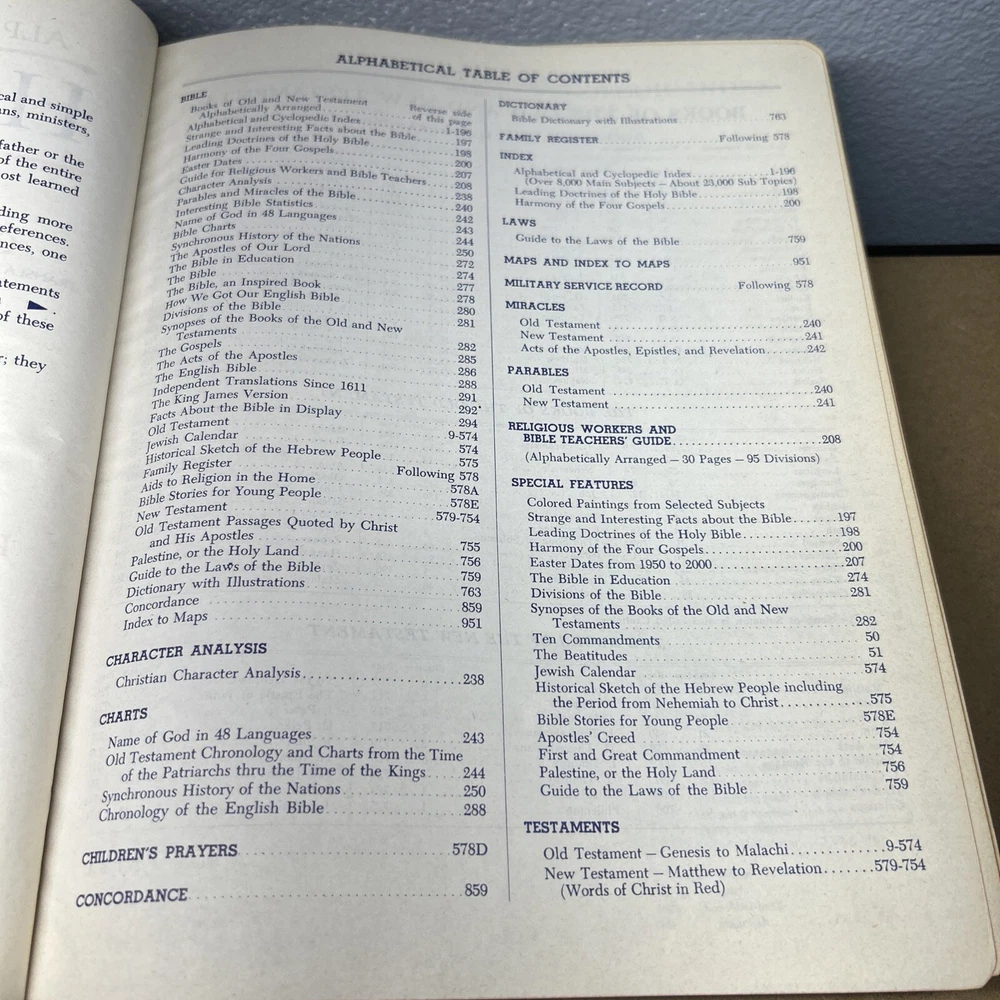 cal and simple
ns, ministers,
father or the
of the entire
ost learned
ding more
eferences.
nces, one
atements
of these
r; they
ALPHABETICAL TABLE OF CONTENTS
BIBLE
Books of Old and New Testament Reverse side
Alphabetically Arranged of this page
Alphabetical and Cyclopedic Index 1-196
Strange and Interesting Facts about the Bible 197
Leading Doctrines of the Holy Bible 198
Harmony of the Four Gospels 200
Easter Dates 207
Guide for Religious Workers and Bible Teachers 208
Character Analysis 238
Parables and Miracles of the Bible 240
Interesting Bible Statistics 242
Name of God in 48 Languages 243
Bible Charts 244
Synchronous History of the Nations 250
The Apostles of Our Lord 272
The Bible in Education 274
The Bible 277
The Bible, an Inspired Book 278
How We Got Our English Bible 280
Divisions of the Bible 281
Synopses of the Books of the Old and New
Testaments 282
The Gospels 285
The Acts of the Apostles 286
The English Bible 288
Independent Translations Since 1611 291
The King James Version 292
Facts About the Bible in Display 294
Old Testament 9-574
Jewish Calendar 574
Historical Sketch of the Hebrew People 575
Family Register Following 578
Aids to Religion in the Home 578A
Bible Stories for Young People 578E
New Testament 579-754
Old Testament Passages Quoted by Christ
and His Apostles 755
Palestine, or the Holy Land 756
Guide to the Laws of the Bible 759
Dictionary with Illustrations 763
Concordance 859
Index to Maps 951
CHARACTER ANALYSIS
Christian Character Analysis 238
CHARTS
Name of God in 48 Languages 243
Old Testament Chronology and Charts from the Time
of the Patriarchs thru the Time of the Kings 244
Synchronous History of the Nations 250
Chronology of the English Bible 288
CHILDREN'S PRAYERS 578D
CONCORDANCE 859
DICTIONARY
Bible Dictionary with Illustrations 763
FAMILY REGISTER Following 578
INDEX
Alphabetical and Cyclopedic Index 1-196
(Over 8,000 Main Subjects — About 23,000 Sub Topics)
Leading Doctrines of the Holy Bible 198
Harmony of the Four Gospels 200
LAWS
Guide to the Laws of the Bible 759
MAPS AND INDEX TO MAPS 951
MILITARY SERVICE RECORD Following 578
MIRACLES
Old Testament 240
New Testament 241
Acts of the Apostles, Epistles, and Revelation 242
PARABLES
Old Testament 240
New Testament 241
RELIGIOUS WORKERS AND
BIBLE TEACHERS' GUIDE 208
(Alphabetically Arranged — 30 Pages — 95 Divisions)
SPECIAL FEATURES
Colored Paintings from Selected Subjects
Strange and Interesting Facts about the Bible 197
Leading Doctrines of the Holy Bible 198
Harmony of the Four Gospels 200
Easter Dates from 1950 to 2000 207
The Bible in Education 274
Divisions of the Bible 281
Synopses of the Books of the Old and New
Testaments 282
Ten Commandments 50
The Beatitudes 51
Jewish Calendar 574
Historical Sketch of the Hebrew People including
the Period from Nehemiah to Christ 575
Bible Stories for Young People 578E
Apostles' Creed 754
First and Great Commandment 754
Palestine, or the Holy Land 756
Guide to the Laws of the Bible 759
TESTAMENTS
Old Testament — Genesis to Malachi 9-574
New Testament — Matthew to Revelation 579-754
(Words of Christ in Red)